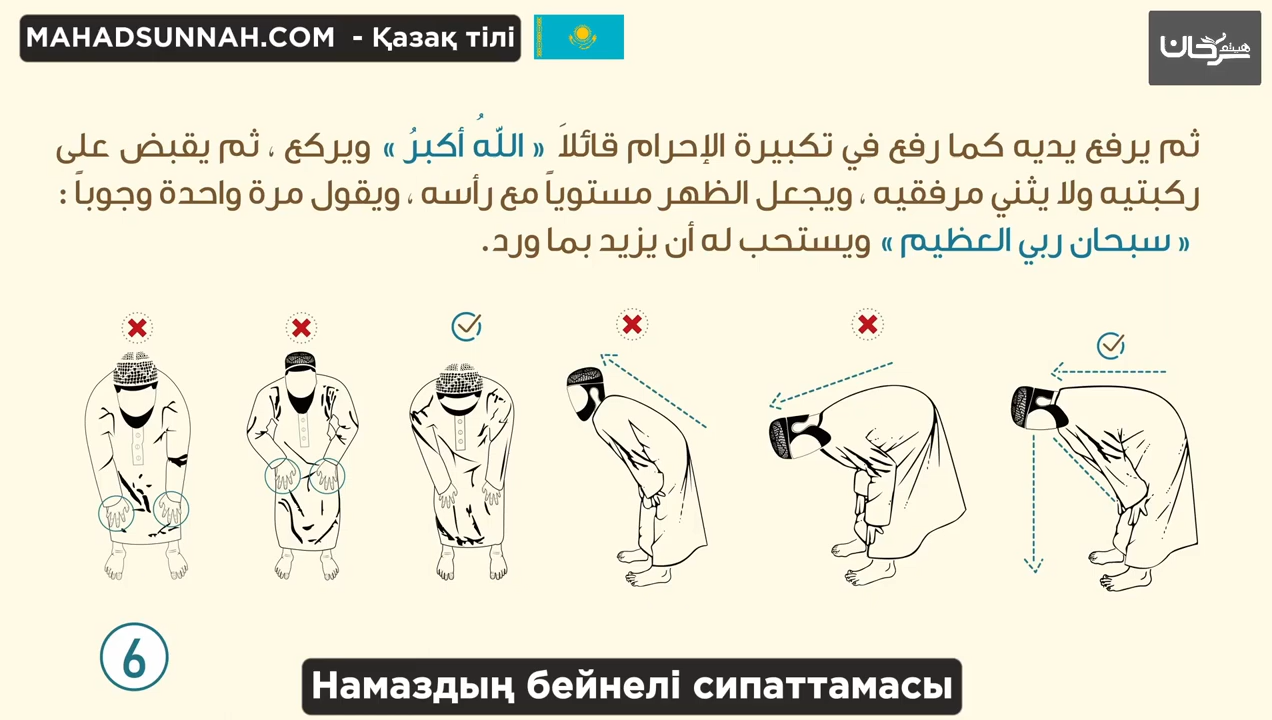 MAHADSUNNAH.COM - Қазақ тілі
هيثم سرحان
ثم يرفع يديه كما رفع في تكبيرة الإحرام قائلاً « اللّهُ أكبرُ » ويركع ، ثم يقبض على
ركبتيه ولا يثني مرفقيه ، ويجعل الظهر مستوياً مع رأسه ، ويقول مرة واحدة وجوباً :
« سبحان ربي العظيم » ويستحب له أن يزيد بما ورد.
6
Намаздың бейнелі сипаттамасы